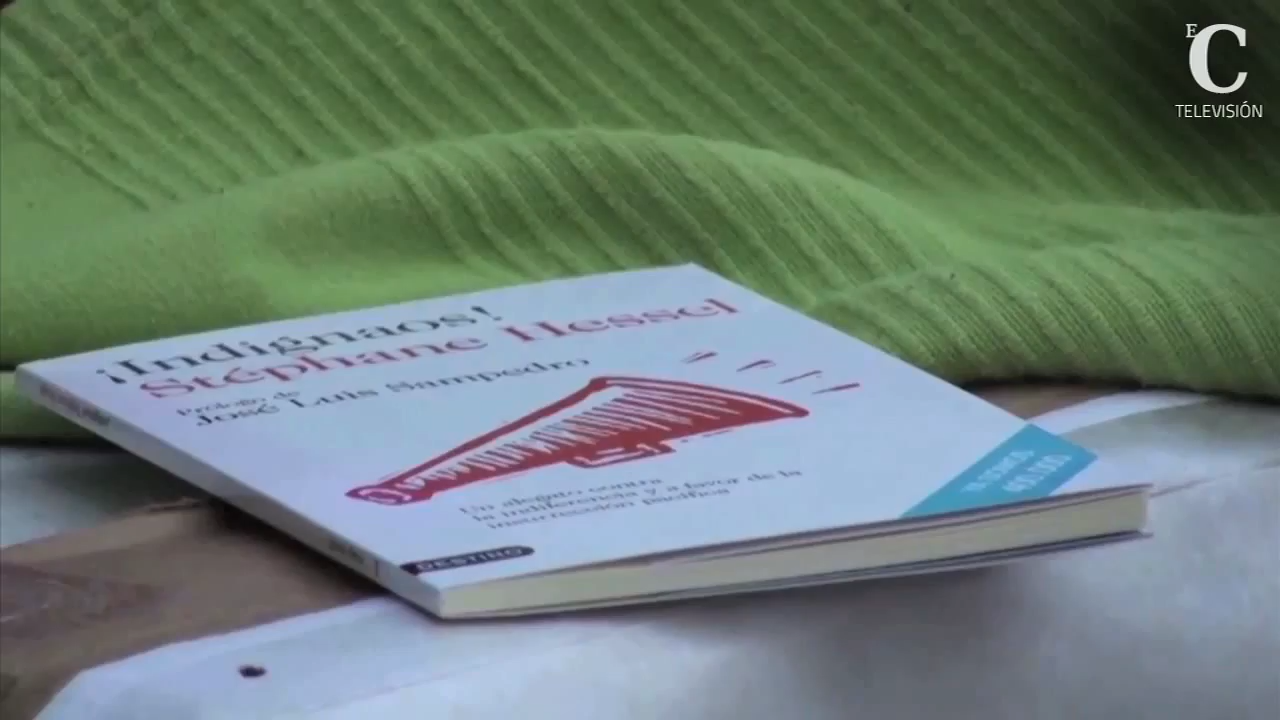 E
C
TELEVISIÓN
¡Indignaos!
Stéphane Hessel
Prólogo de
José Luis Sampedro
Un alegato contra
la indiferencia y a favor de la
insurrección pacífica
DESTINO